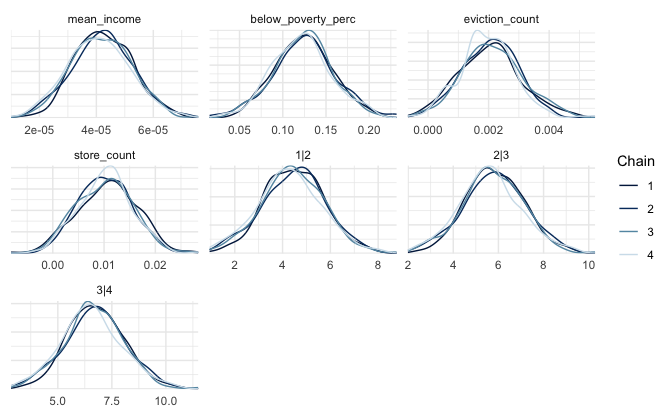 mean_income below_poverty_perc eviction_count
2e-05 4e-05 6e-05 0.05 0.10 0.15 0.20 0.000 0.002 0.004
store_count 1|2 2|3
0.00 0.01 0.02 2 4 6 8 2 4 6 8 10
3|4
5.0 7.5 10.0
Chain
1
2
3
4